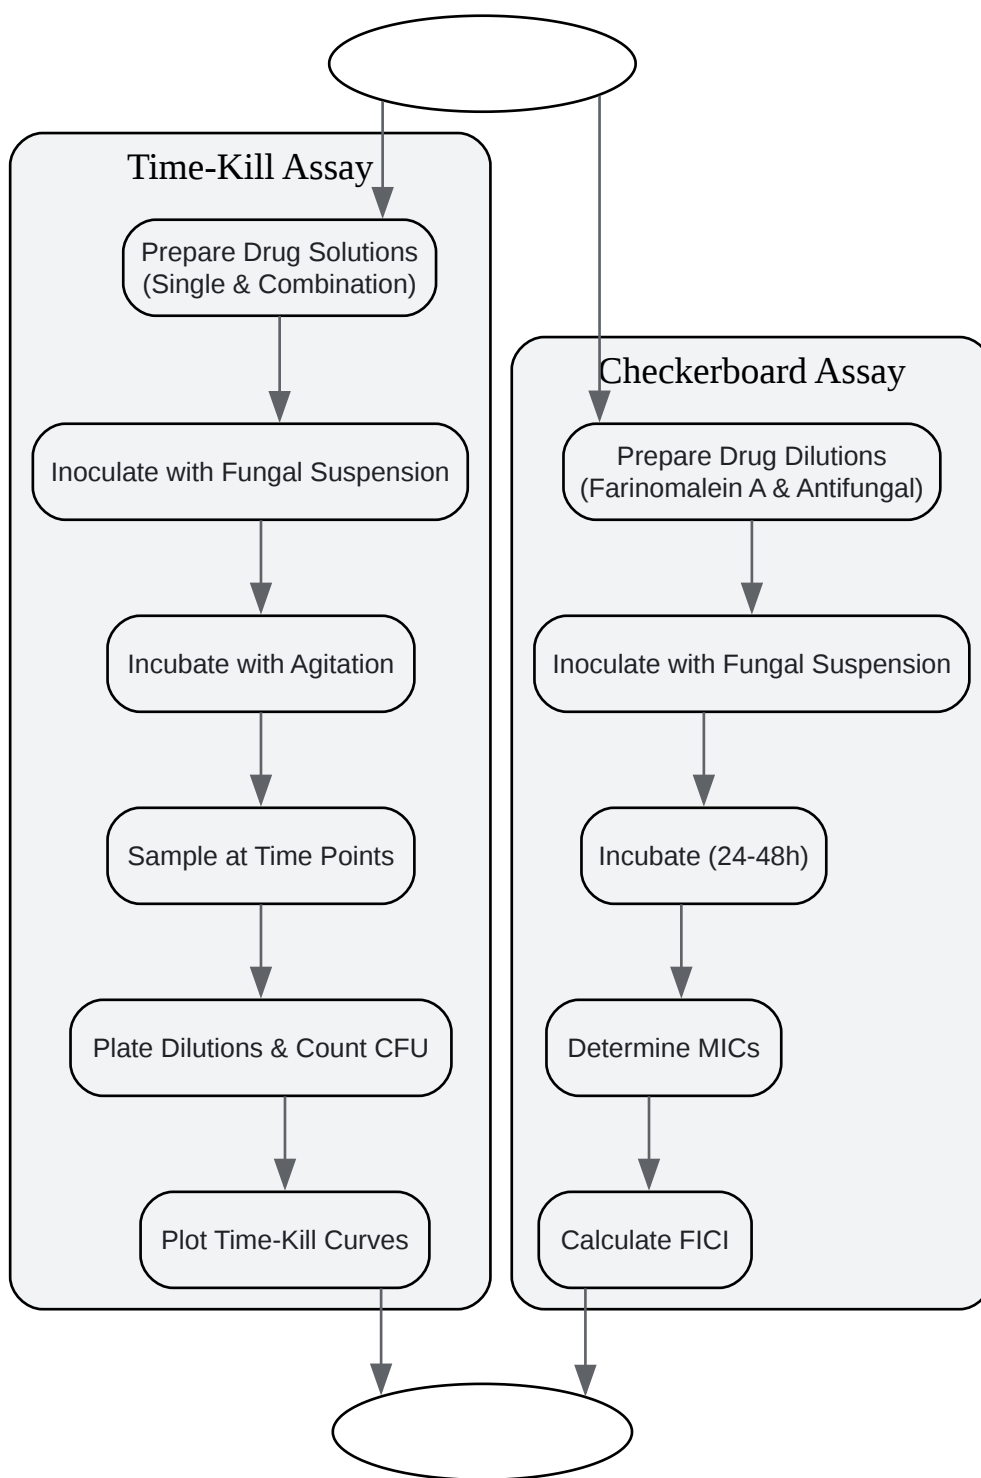 Time-Kill Assay
Prepare Drug Solutions
(Single & Combination)
Inoculate with Fungal Suspension
Incubate with Agitation
Sample at Time Points
Plate Dilutions & Count CFU
Plot Time-Kill Curves
Checkerboard Assay
Prepare Drug Dilutions
(Farinomalein A & Antifungal)
Inoculate with Fungal Suspension
Incubate (24-48h)
Determine MICs
Calculate FICI